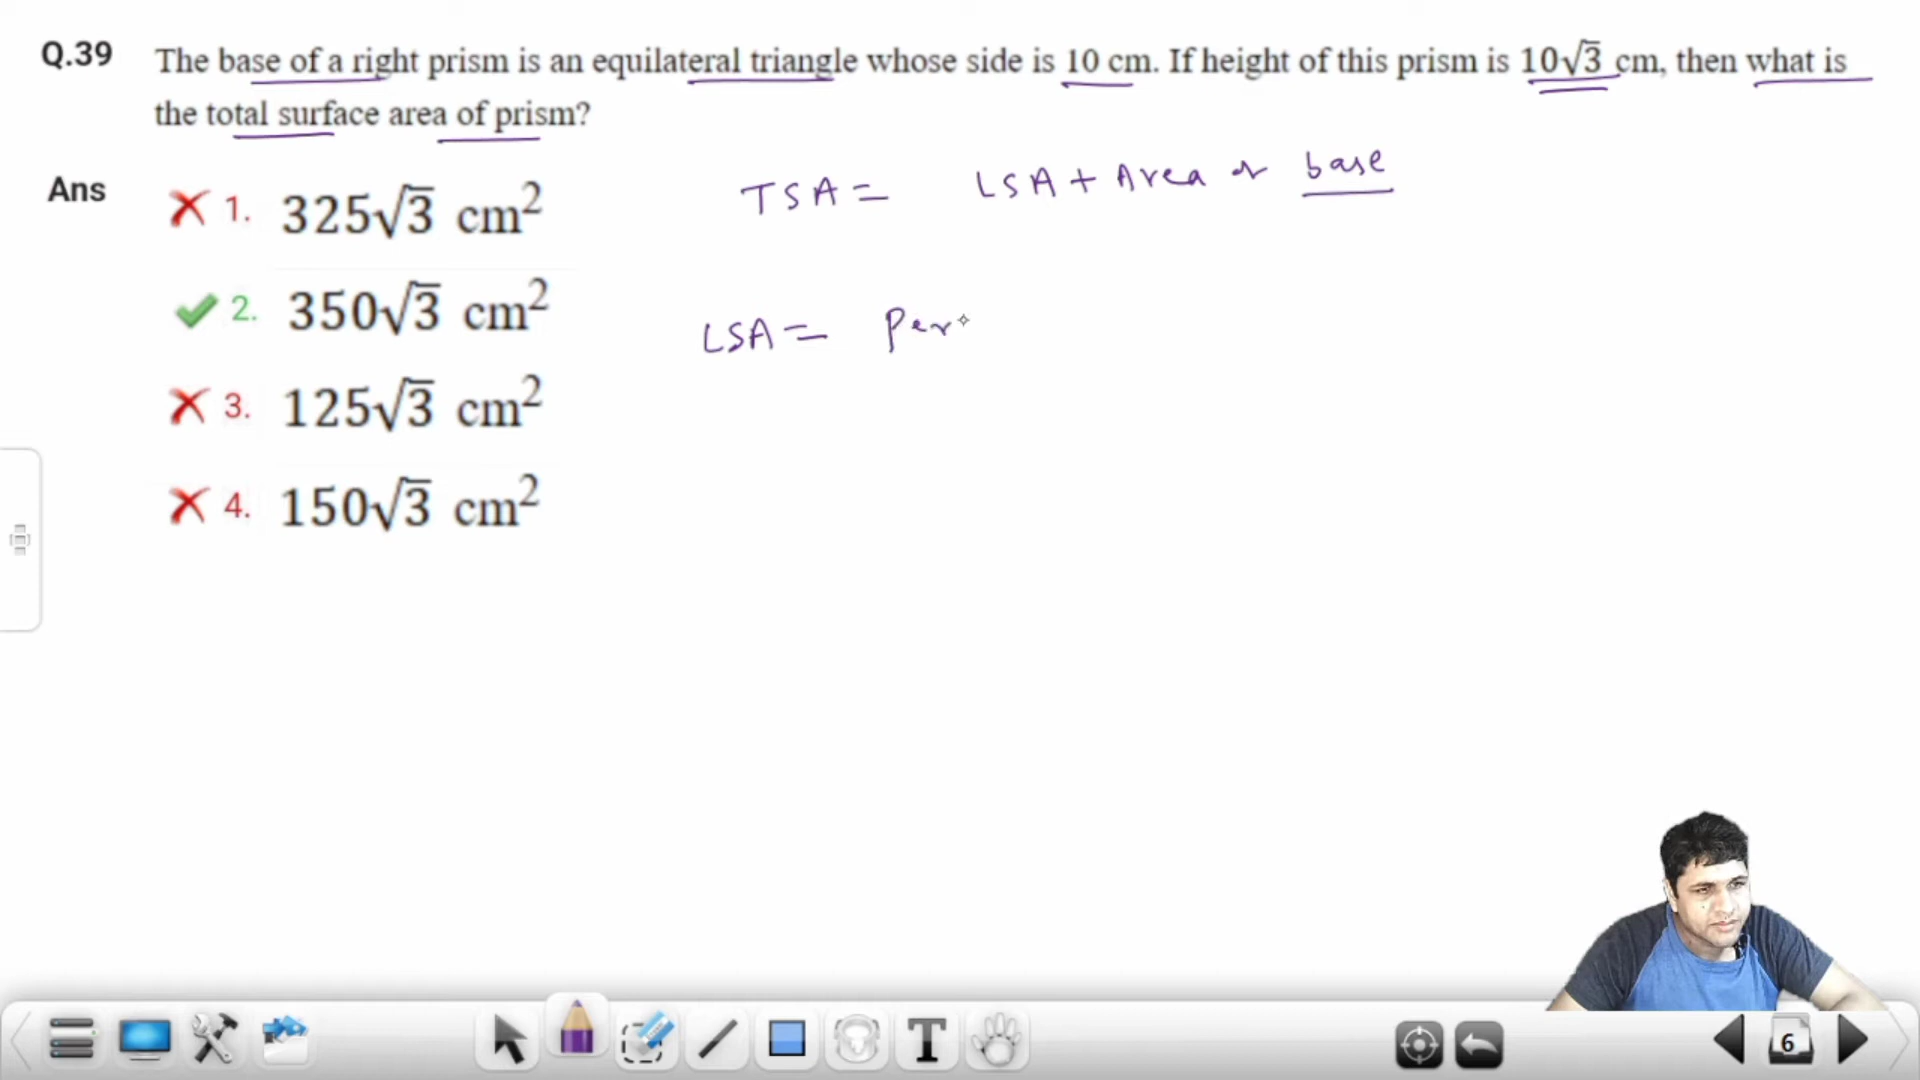 Q.39 The base of a right prism is an equilateral triangle whose side is 10 cm. If height of this prism is 10√3 cm, then what is
the total surface area of prism?
Ans
1. 325√3 cm²
2. 350√3 cm²
3. 125√3 cm²
4. 150√3 cm²
TSA = LSA + Area of base
LSA = Per
T
6